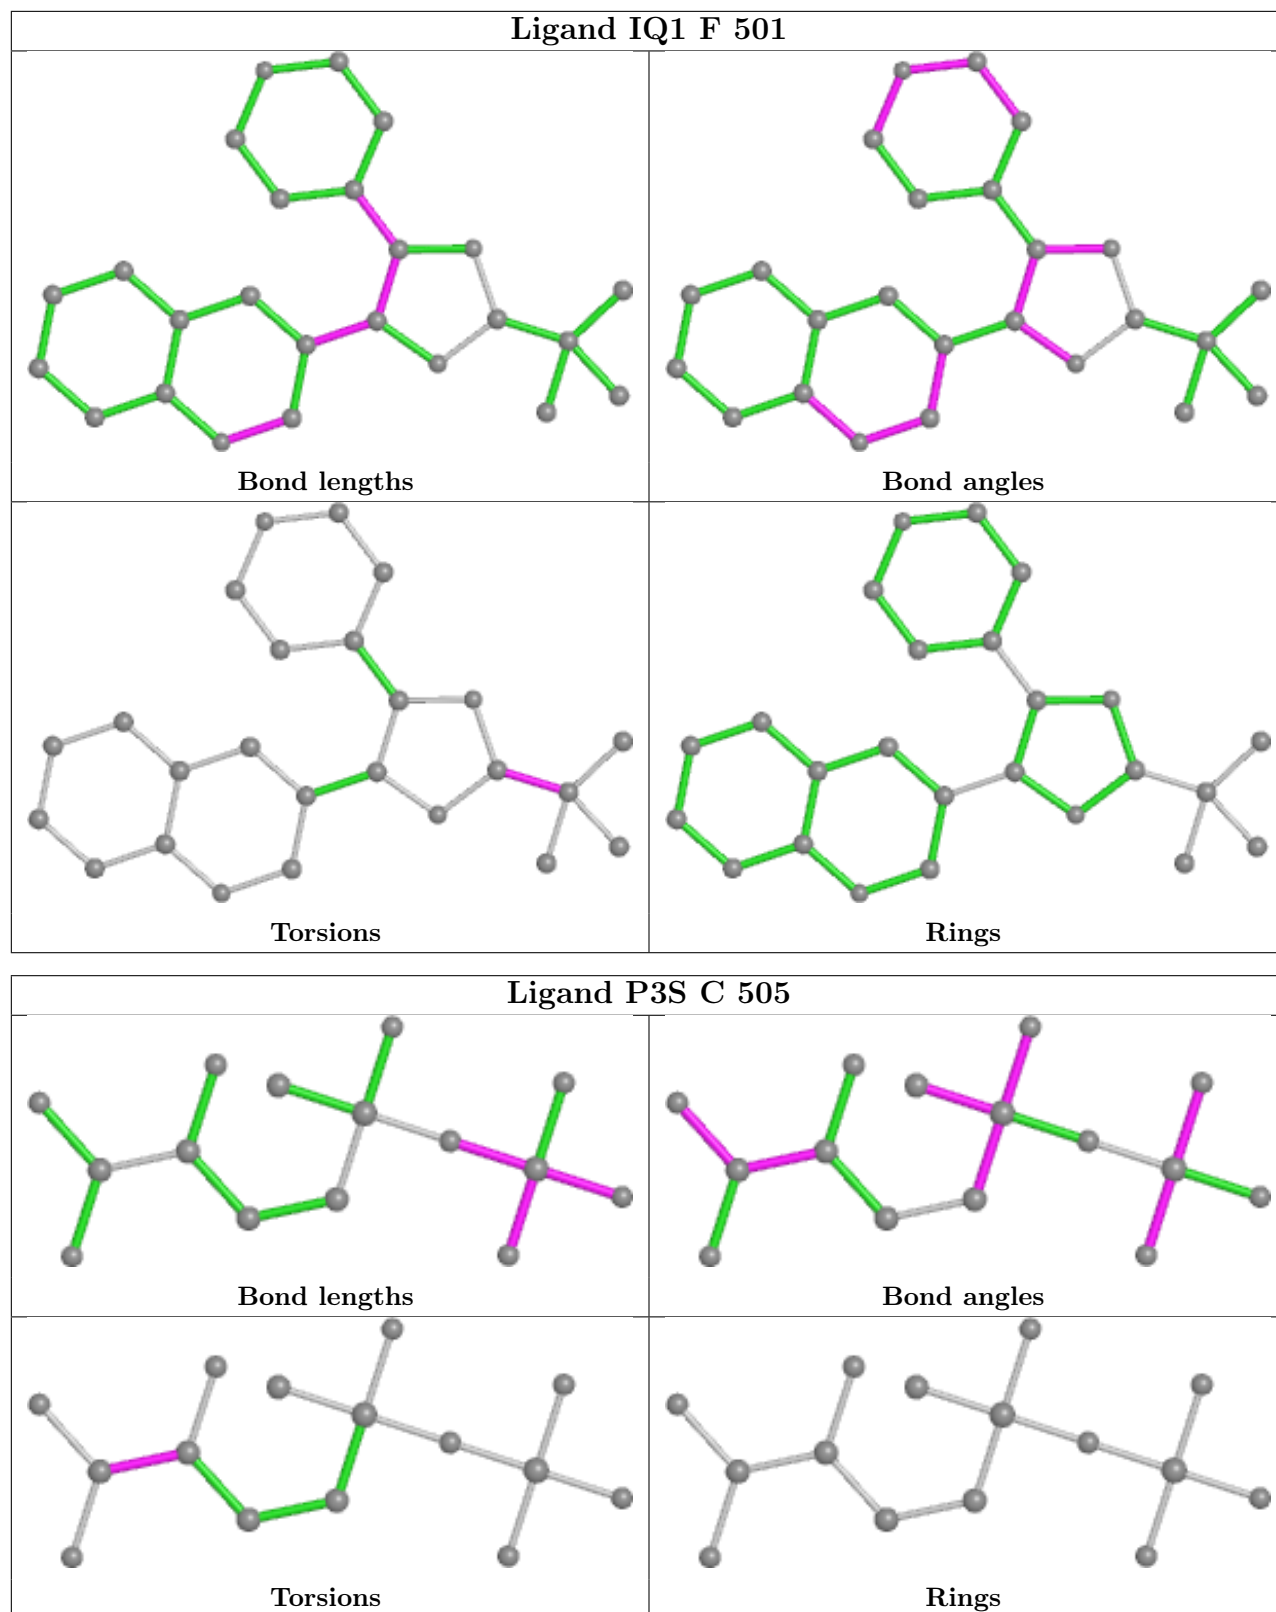 Ligand IQ1 F 501
Bond lengths
Bond angles
Torsions
Rings
Ligand P3S C 505
Bond lengths
Bond angles
Torsions
Rings